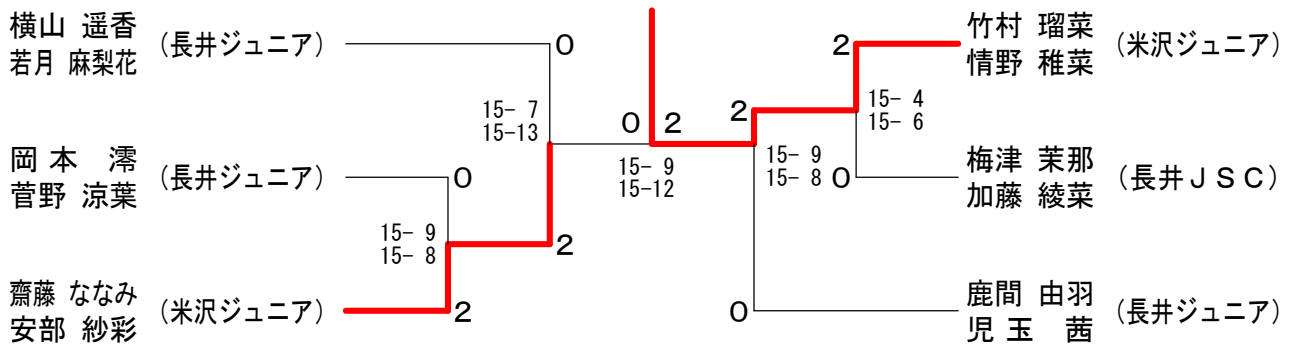 横山 遥香
若月 麻梨花
(長井ジュニア)
0
15- 7
15-13
岡本 澪
菅野 涼葉
(長井ジュニア)
0
15- 9
15- 8
2
齋藤 ななみ
安部 紗彩
(米沢ジュニア)
2
0 2
15- 9
15-12
竹村 瑠菜
情野 稚菜
(米沢ジュニア)
2
15- 4
15- 6
2
梅津 茉那
加藤 綾菜
(長井ＪＳＣ)
0
15- 9
15- 8
鹿間 由羽
児玉 茜
(長井ジュニア)
0